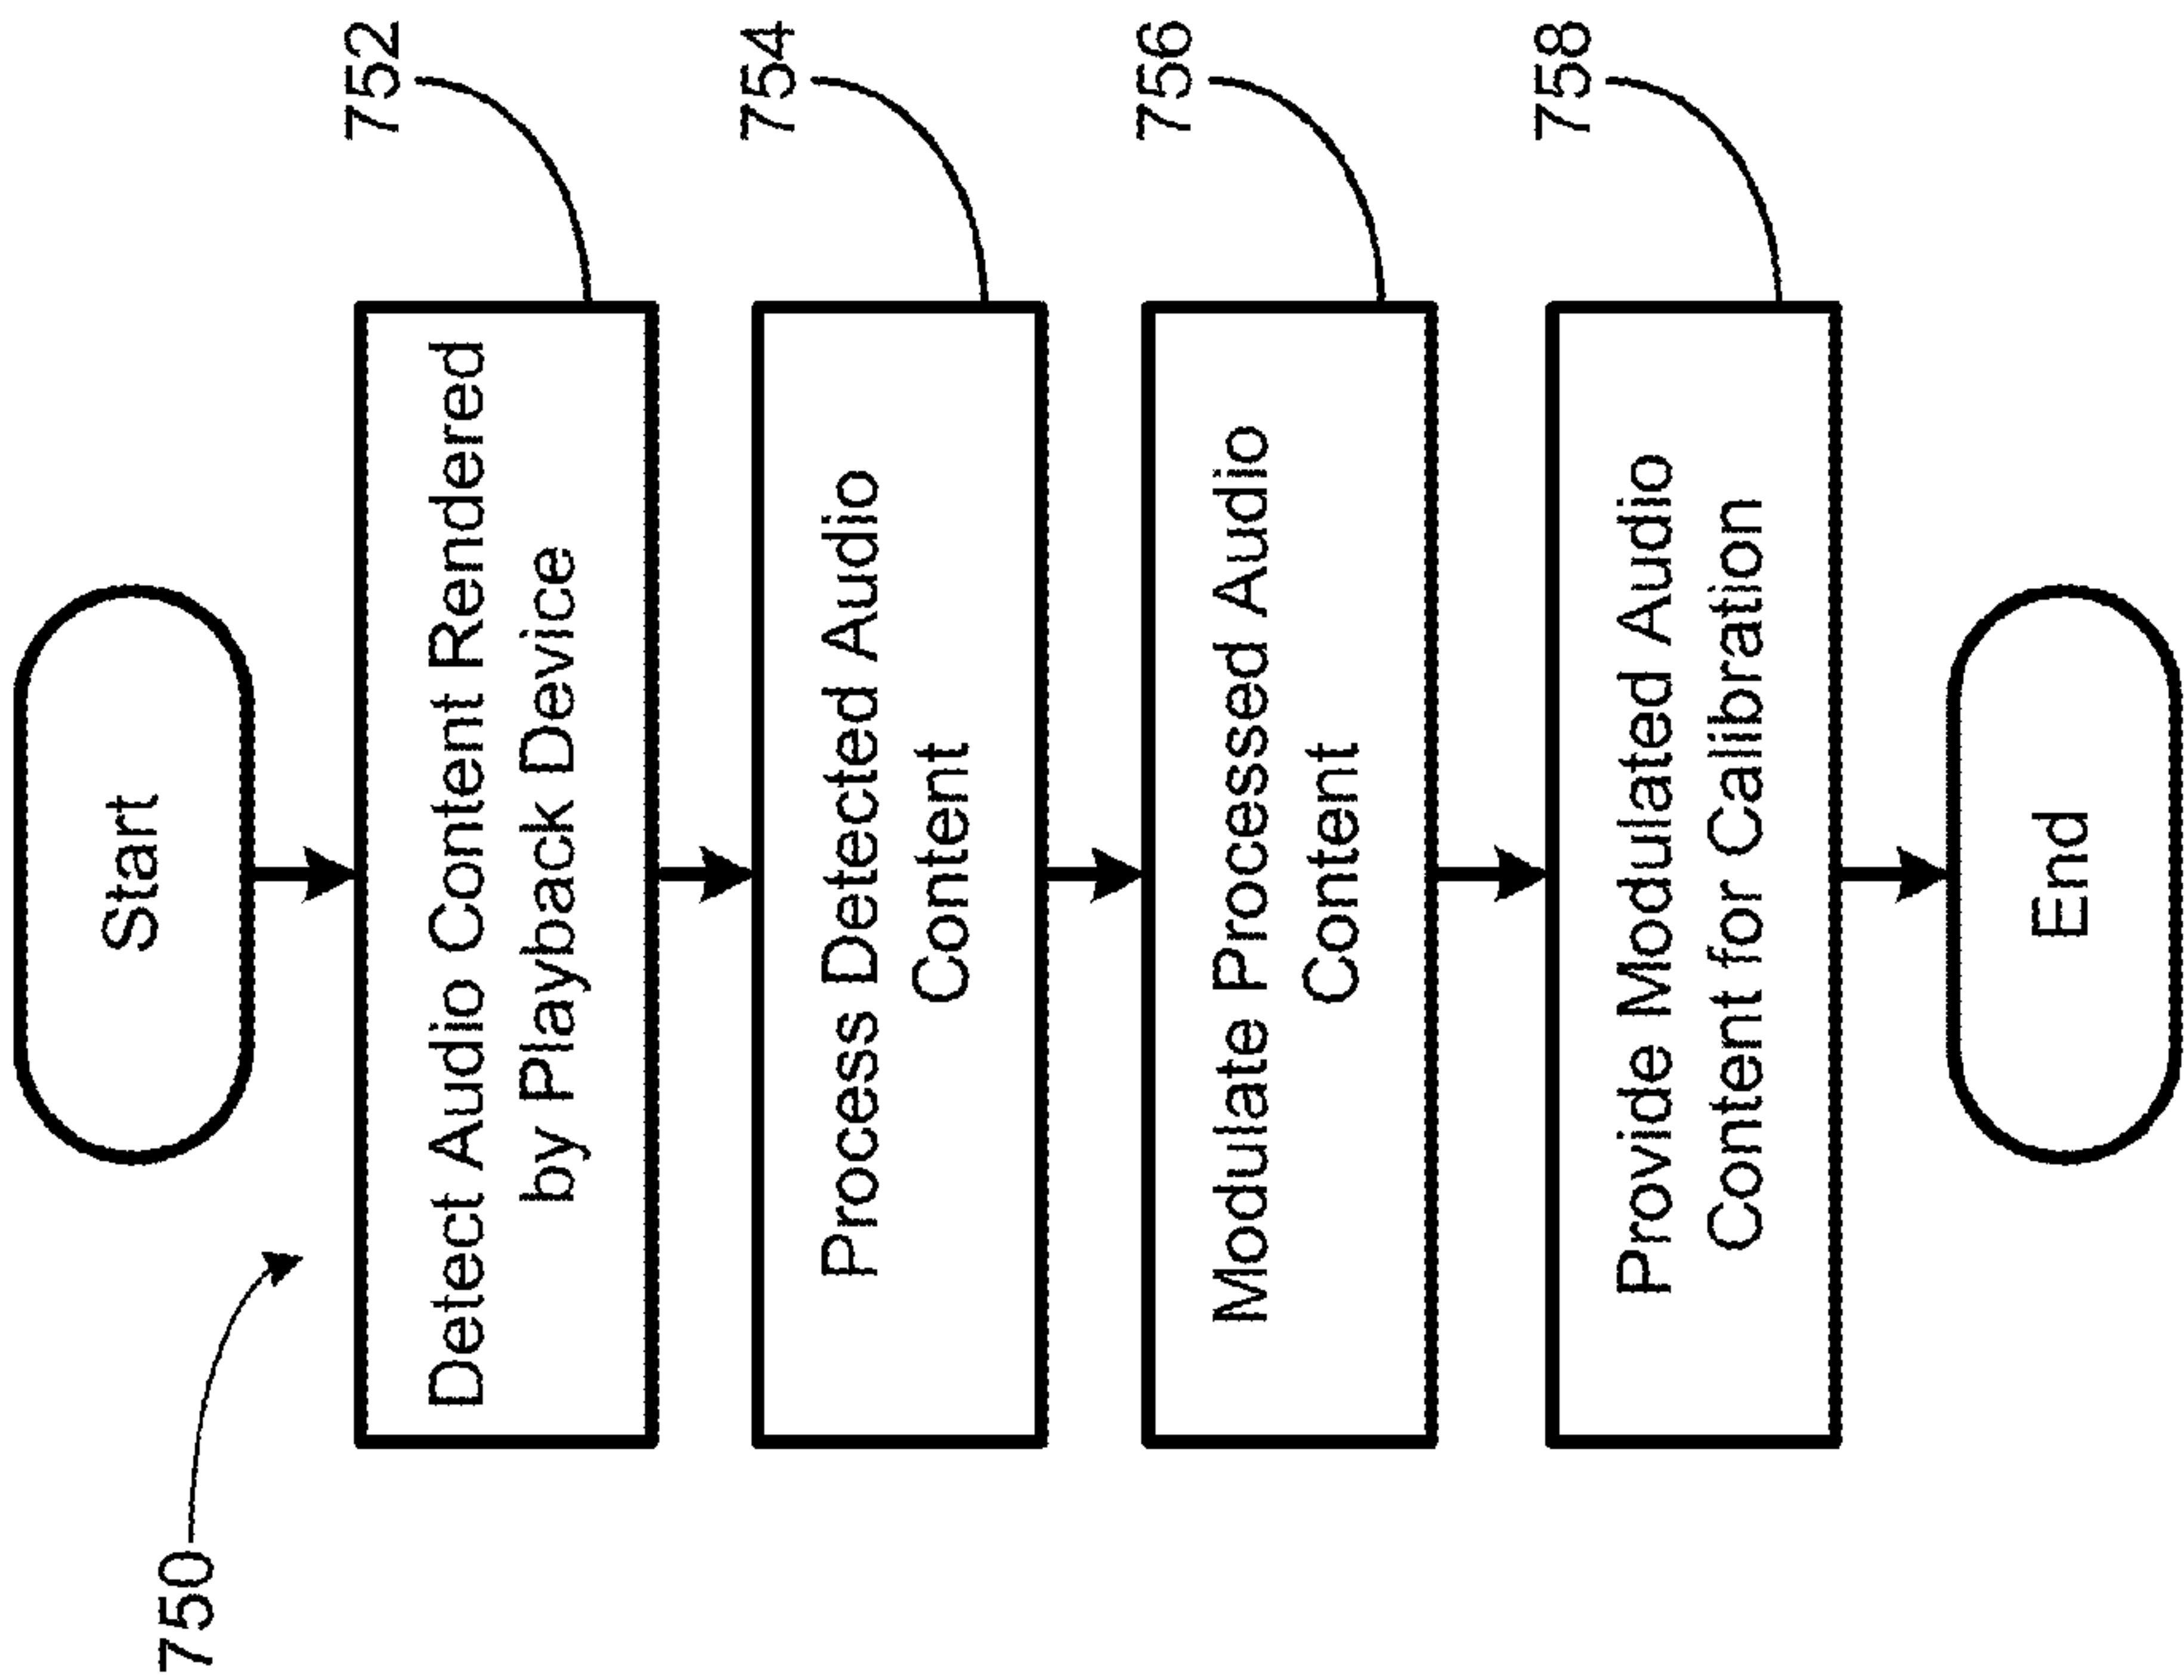 750
Start
752
Detect Audio Content Rendered
by Playback Device
754
Process Detected Audio
Content
756
Modulate Processed Audio
Content
758
Provide Modulated Audio
Content for Calibration
End